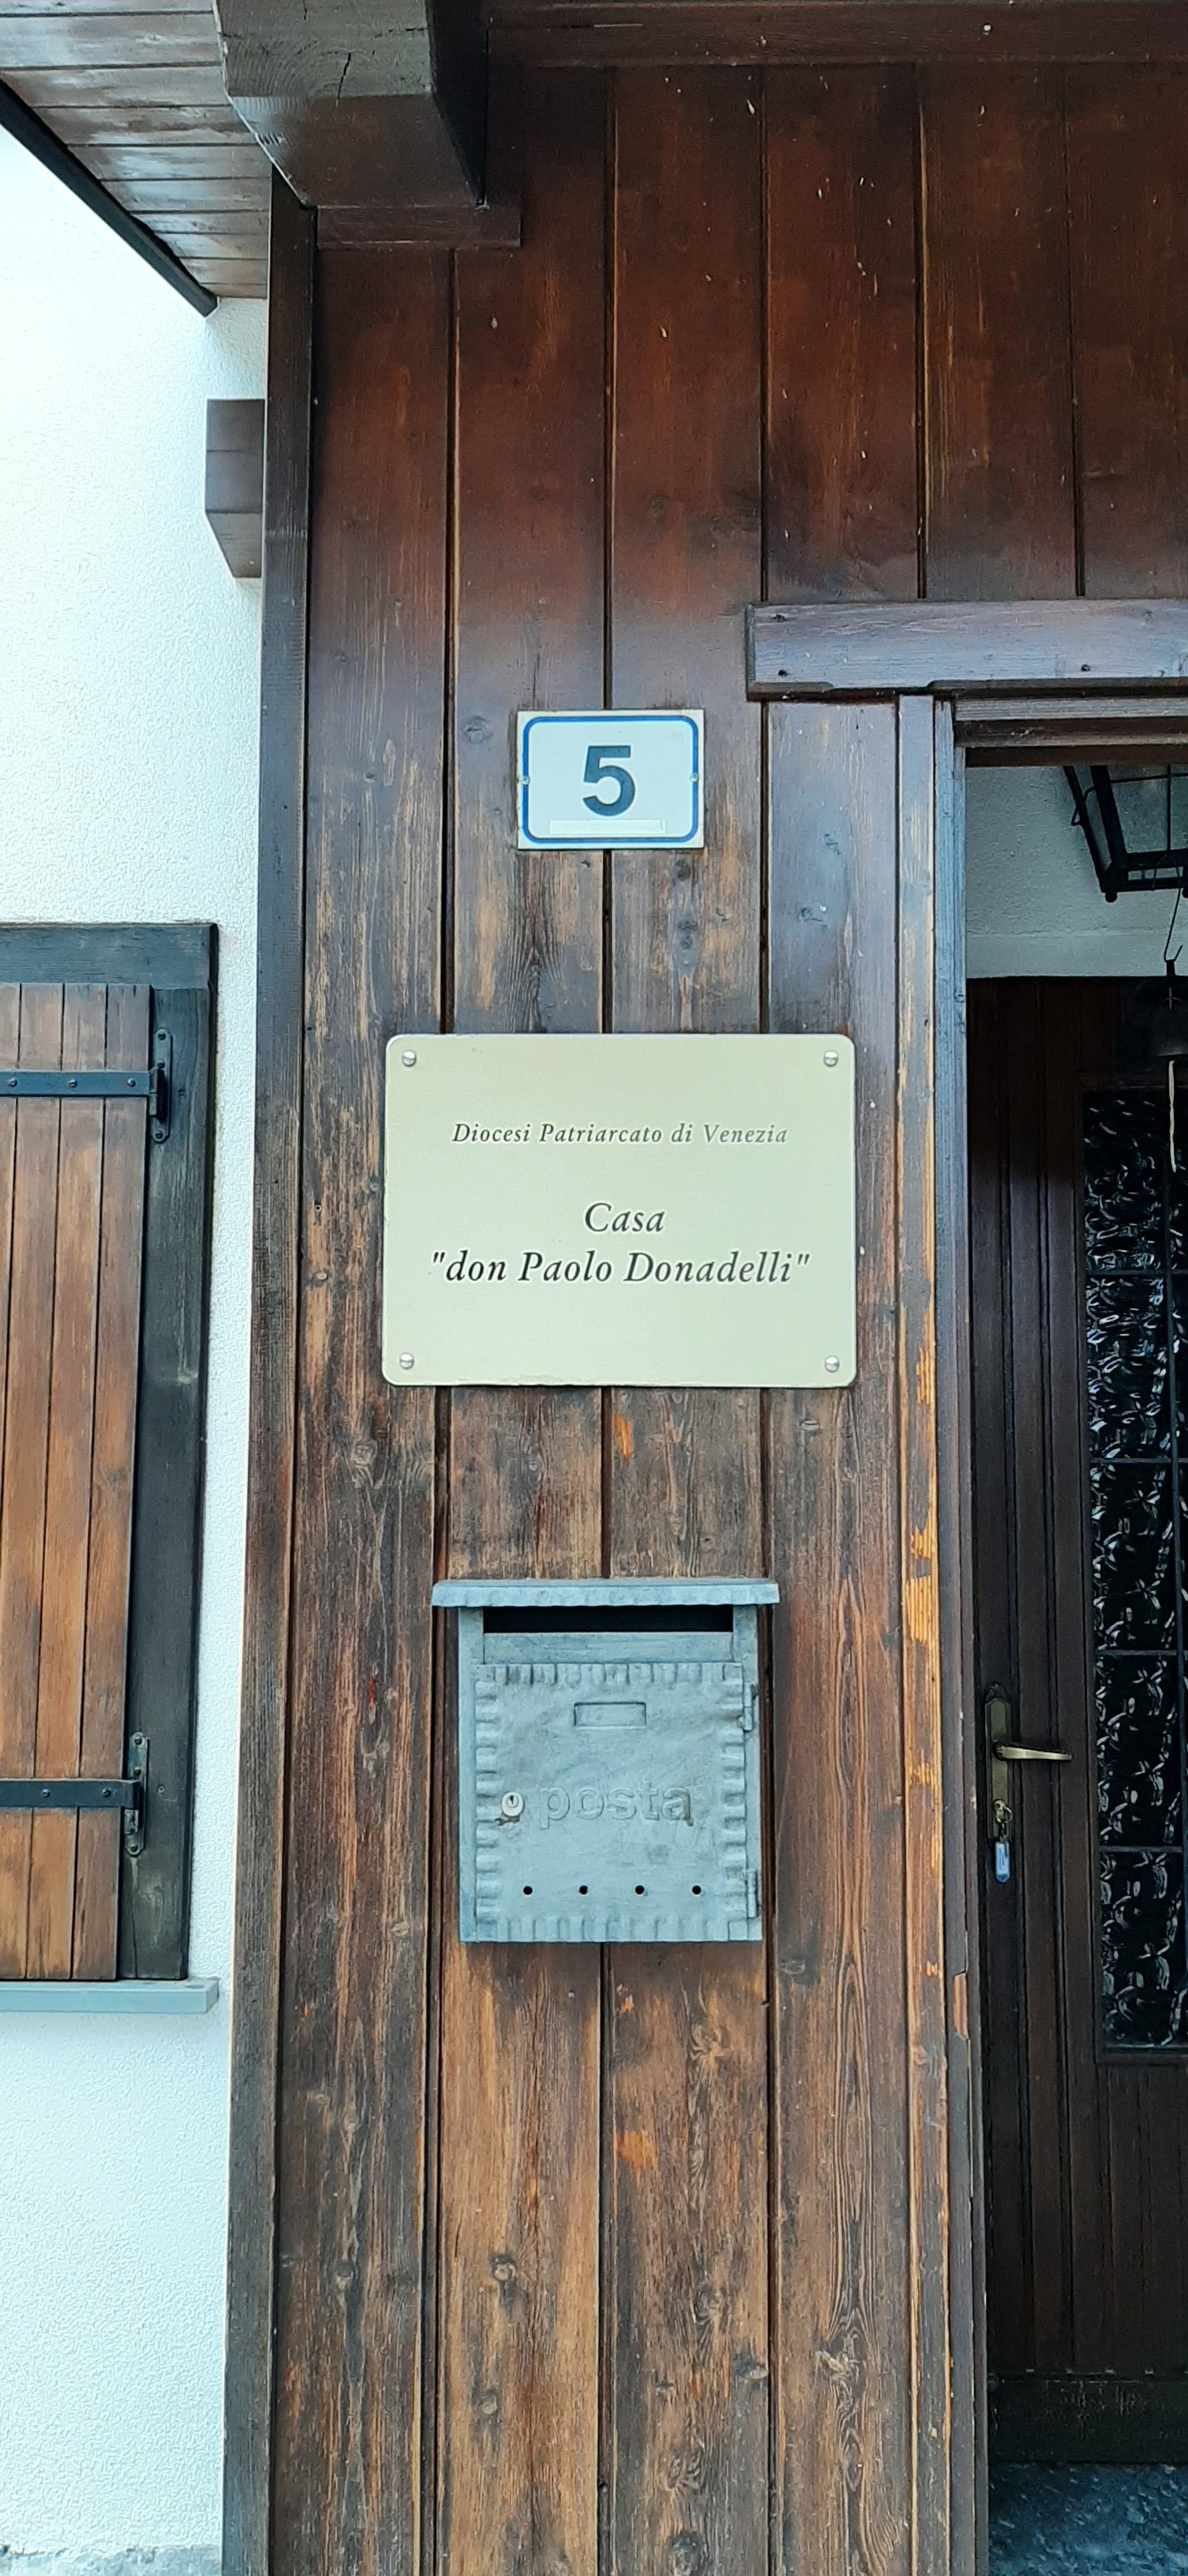 5
Diocesi Patriarcato di Venezia
Casa
"don Paolo Donadelli"
posta